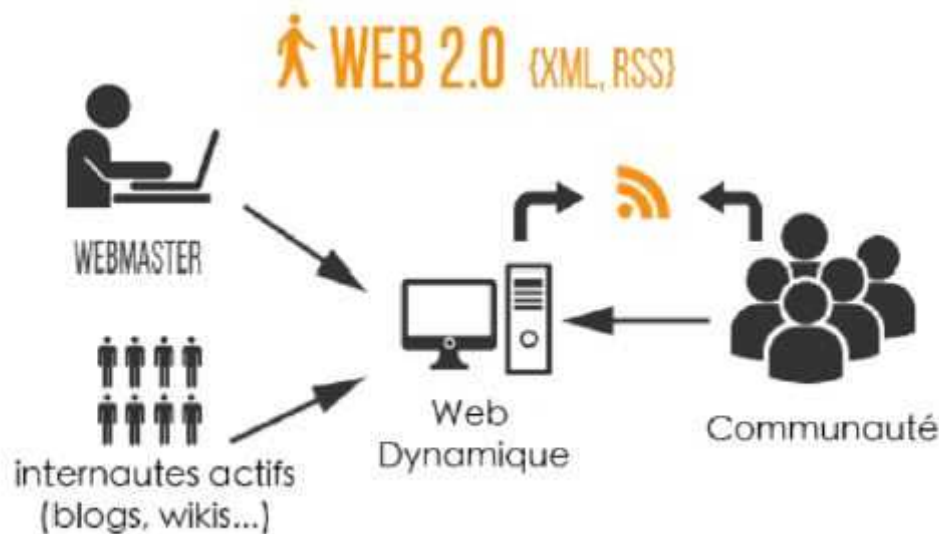 WEB 2.0 {XML, RSS}
WEBMASTER
internautes actifs
(blogs, wikis...)
Web
Dynamique
Communauté